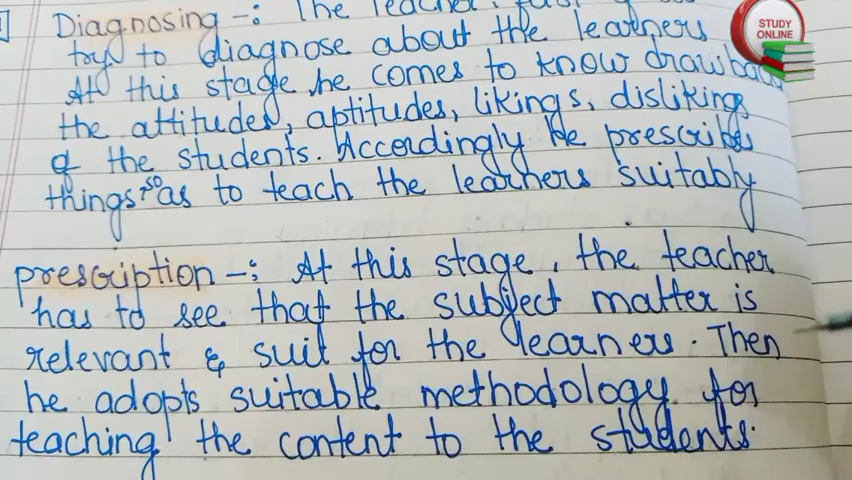 Diagnosing -: The Teacher, first of
try to diagnose about the learners
At this stage he comes to know drawback
the attitudes, aptitudes, likings, dislikings
of the students. Accordingly he prescribes
things so as to teach the learners suitably
prescription -: At this stage, the teacher
has to see that the subject matter is
relevant & suit for the learners. Then
he adopts suitable methodology for
teaching the content to the students.
STUDY
ONLINE